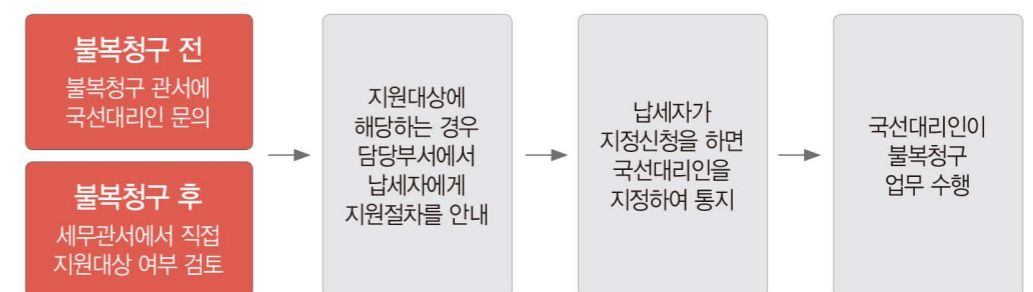 불복청구 전
불복청구 관서에
국선대리인 문의
불복청구 후
세무관서에서 직접
지원대상 여부 검토
지원대상에
해당하는 경우
담당부서에서
납세자에게
지원절차를 안내
납세자가
지정신청을 하면
국선대리인을
지정하여 통지
국선대리인이
불복청구
업무 수행